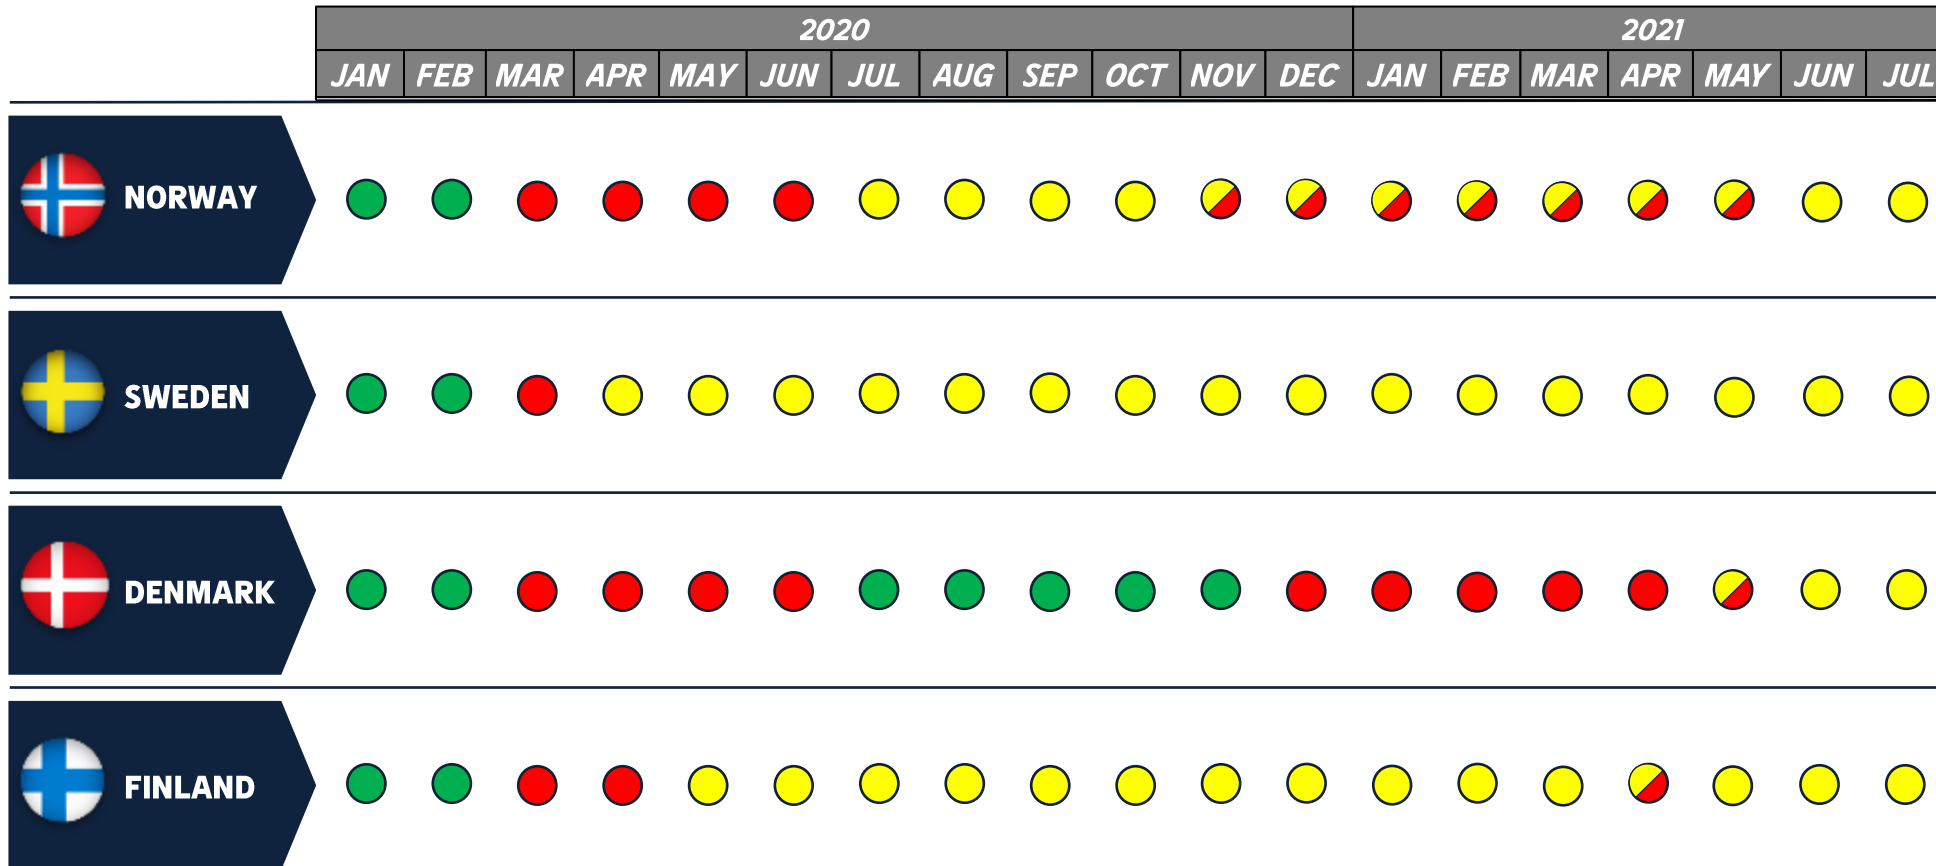 2020 2021
JAN FEB MAR APR MAY JUN JUL AUG SEP OCT NOV DEC JAN FEB MAR APR MAY JUN JUL
NORWAY
SWEDEN
DENMARK
FINLAND